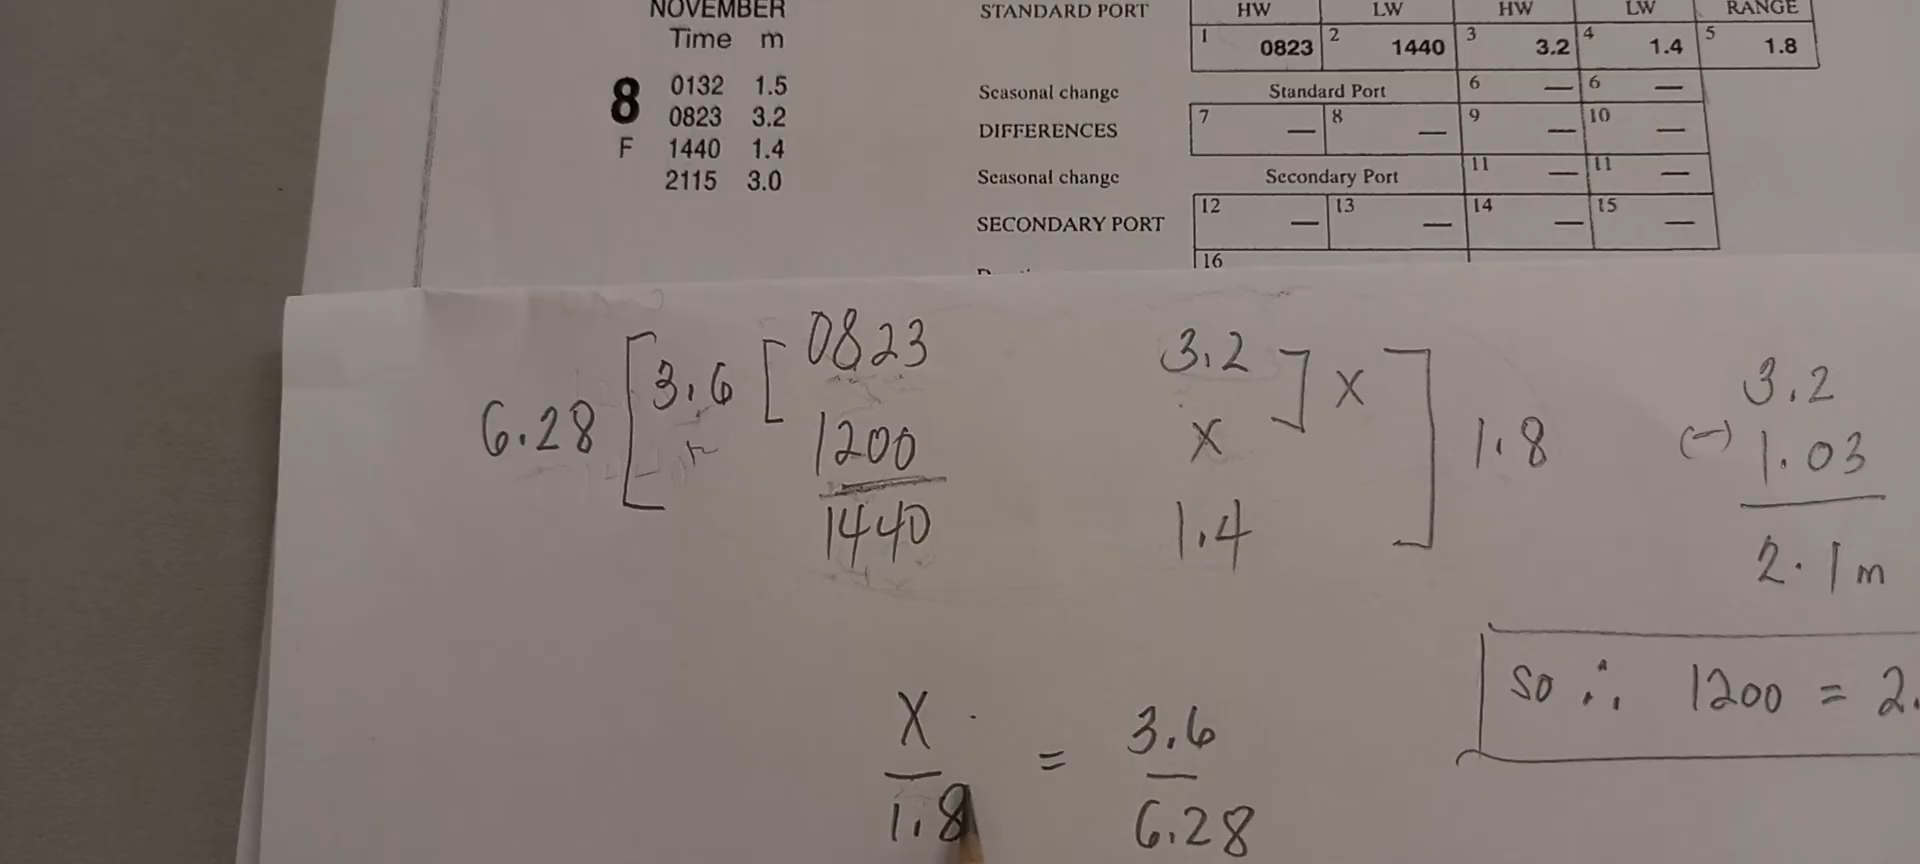 NOVEMBER
Time m
8
F
0132 1.5
0823 3.2
1440 1.4
2115 3.0
STANDARD PORT
HW LW HW LW RANGE
1 0823 2 1440 3 3.2 4 1.4 5 1.8
Seasonal change Standard Port 6 — 6 —
DIFFERENCES 7 — 8 — 9 — 10 —
Seasonal change Secondary Port 11 — 11 —
SECONDARY PORT 12 — 13 — 14 — 15 —
16
6.28 [ 3.6 [ 0823 3.2 ] X ] 1.8
1200 X
1440 1.4
3.2
(-) 1.03
2.1m
SO ∴ 1200 = 2.
X/1.8 = 3.6/6.28